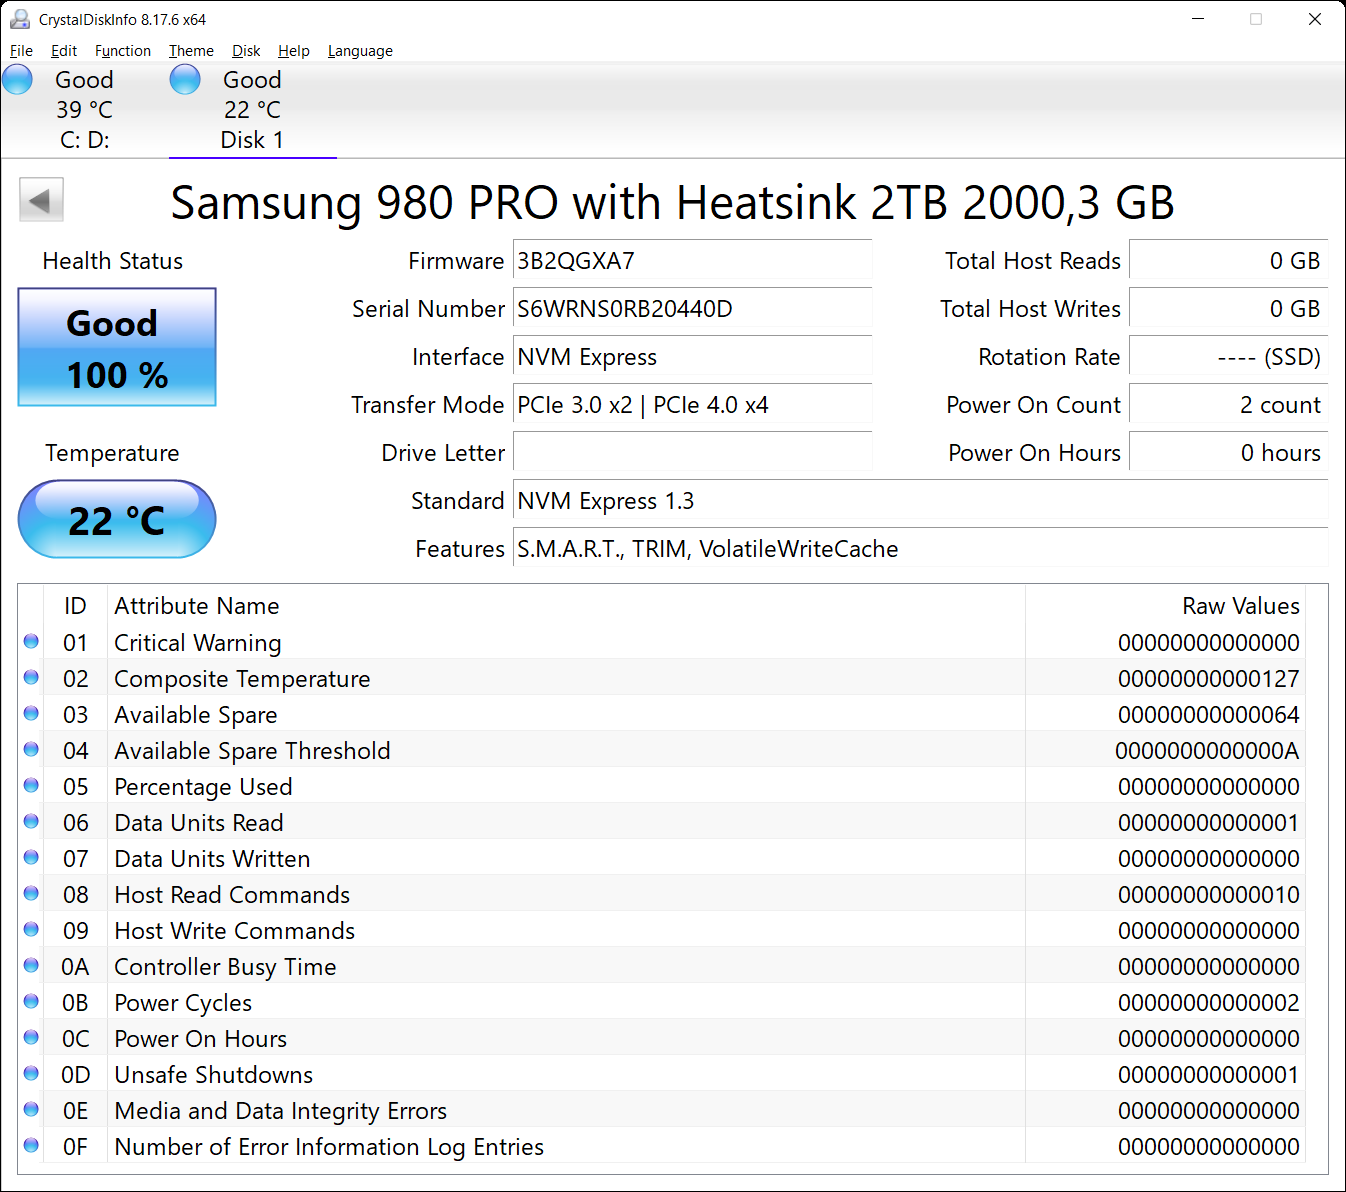 CrystalDiskInfo 8.17.6 x64
File Edit Function Theme Disk Help Language
Good Good
39 °C 22 °C
C: D: Disk 1
Samsung 980 PRO with Heatsink 2TB 2000,3 GB
Health Status
Good
100 %
Temperature
22 °C
Firmware 3B2QGXA7
Serial Number S6WRNS0RB20440D
Interface NVM Express
Transfer Mode PCIe 3.0 x2 | PCIe 4.0 x4
Drive Letter
Standard NVM Express 1.3
Features S.M.A.R.T., TRIM, VolatileWriteCache
Total Host Reads 0 GB
Total Host Writes 0 GB
Rotation Rate ---- (SSD)
Power On Count 2 count
Power On Hours 0 hours
ID Attribute Name Raw Values
01 Critical Warning 00000000000000
02 Composite Temperature 00000000000127
03 Available Spare 00000000000064
04 Available Spare Threshold 0000000000000A
05 Percentage Used 00000000000000
06 Data Units Read 00000000000001
07 Data Units Written 00000000000000
08 Host Read Commands 00000000000010
09 Host Write Commands 00000000000000
0A Controller Busy Time 00000000000000
0B Power Cycles 00000000000002
0C Power On Hours 00000000000000
0D Unsafe Shutdowns 00000000000001
0E Media and Data Integrity Errors 00000000000000
0F Number of Error Information Log Entries 00000000000000